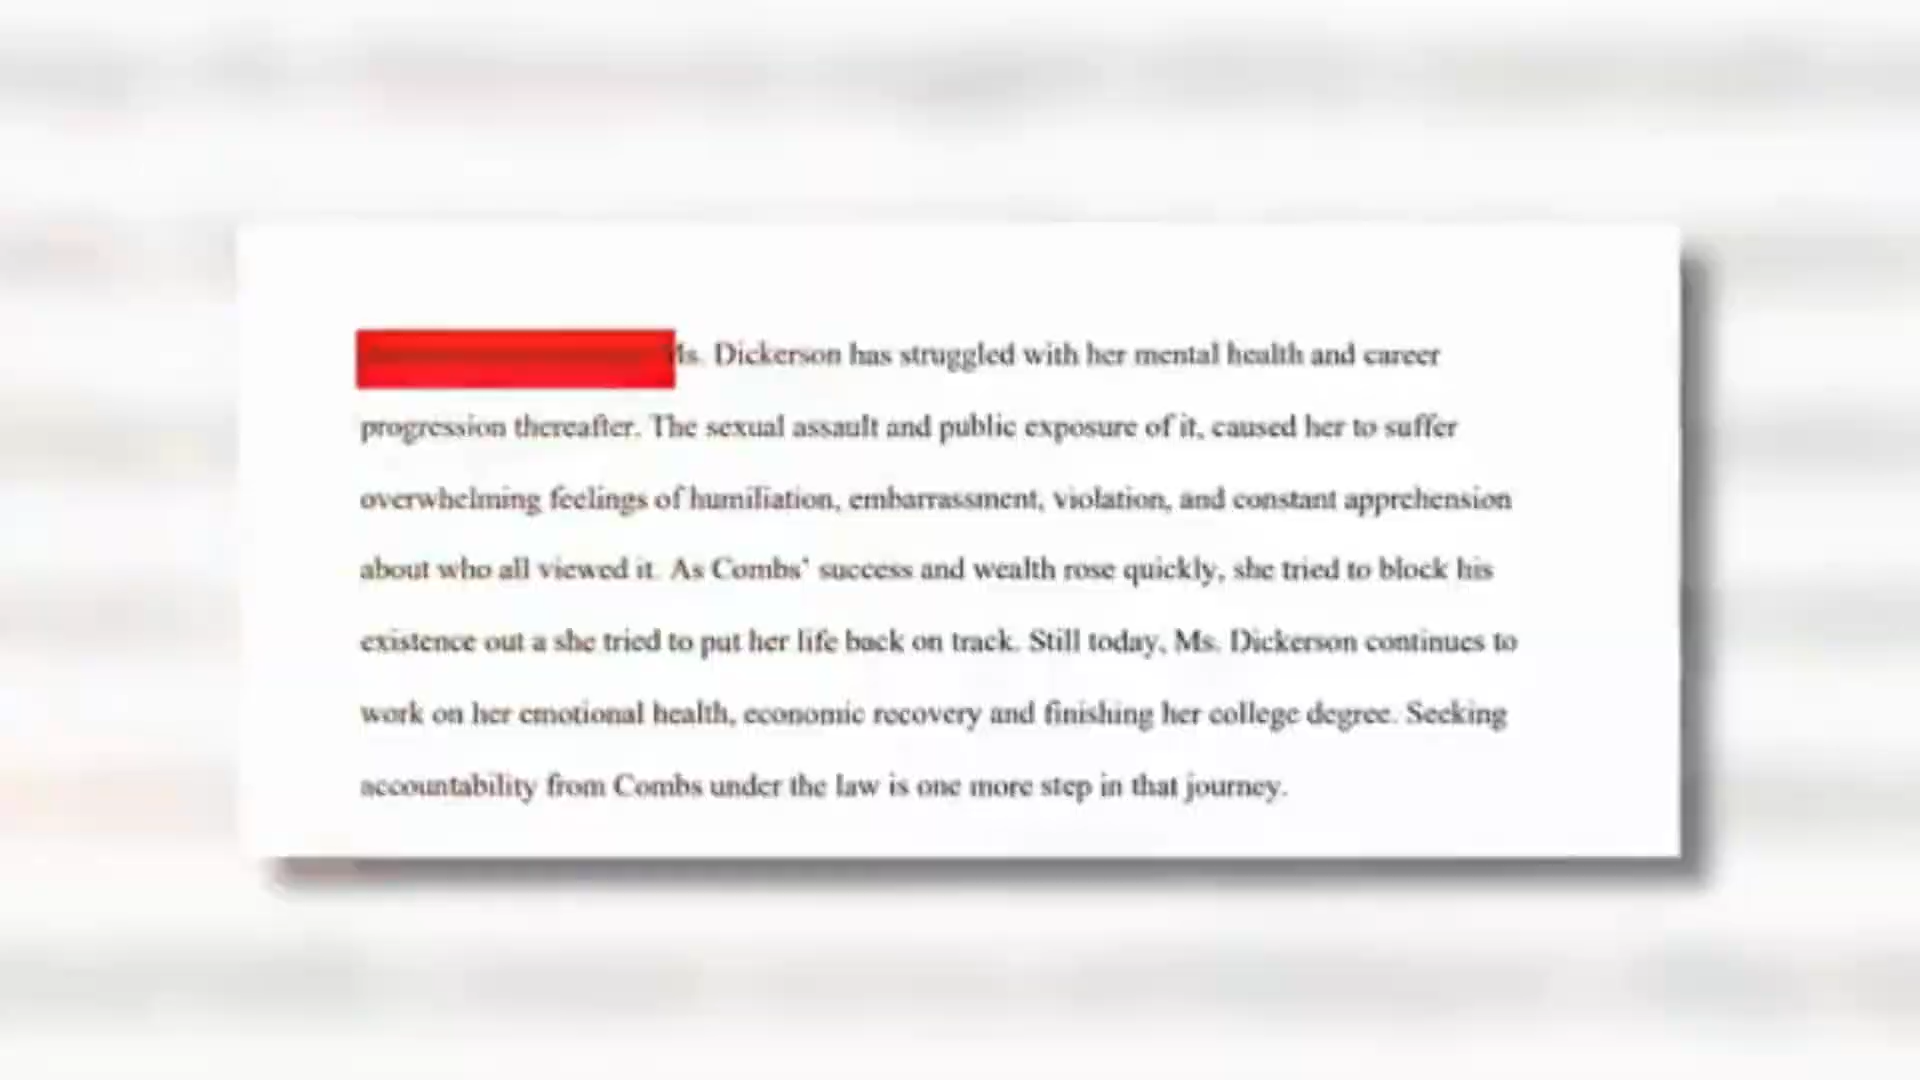 Ms. Dickerson has struggled with her mental health and career
progression thereafter. The sexual assault and public exposure of it, caused her to suffer
overwhelming feelings of humiliation, embarrassment, violation, and constant apprehension
about who all viewed it. As Combs' success and wealth rose quickly, she tried to block his
existence out a she tried to put her life back on track. Still today, Ms. Dickerson continues to
work on her emotional health, economic recovery and finishing her college degree. Seeking
accountability from Combs under the law is one more step in that journey.